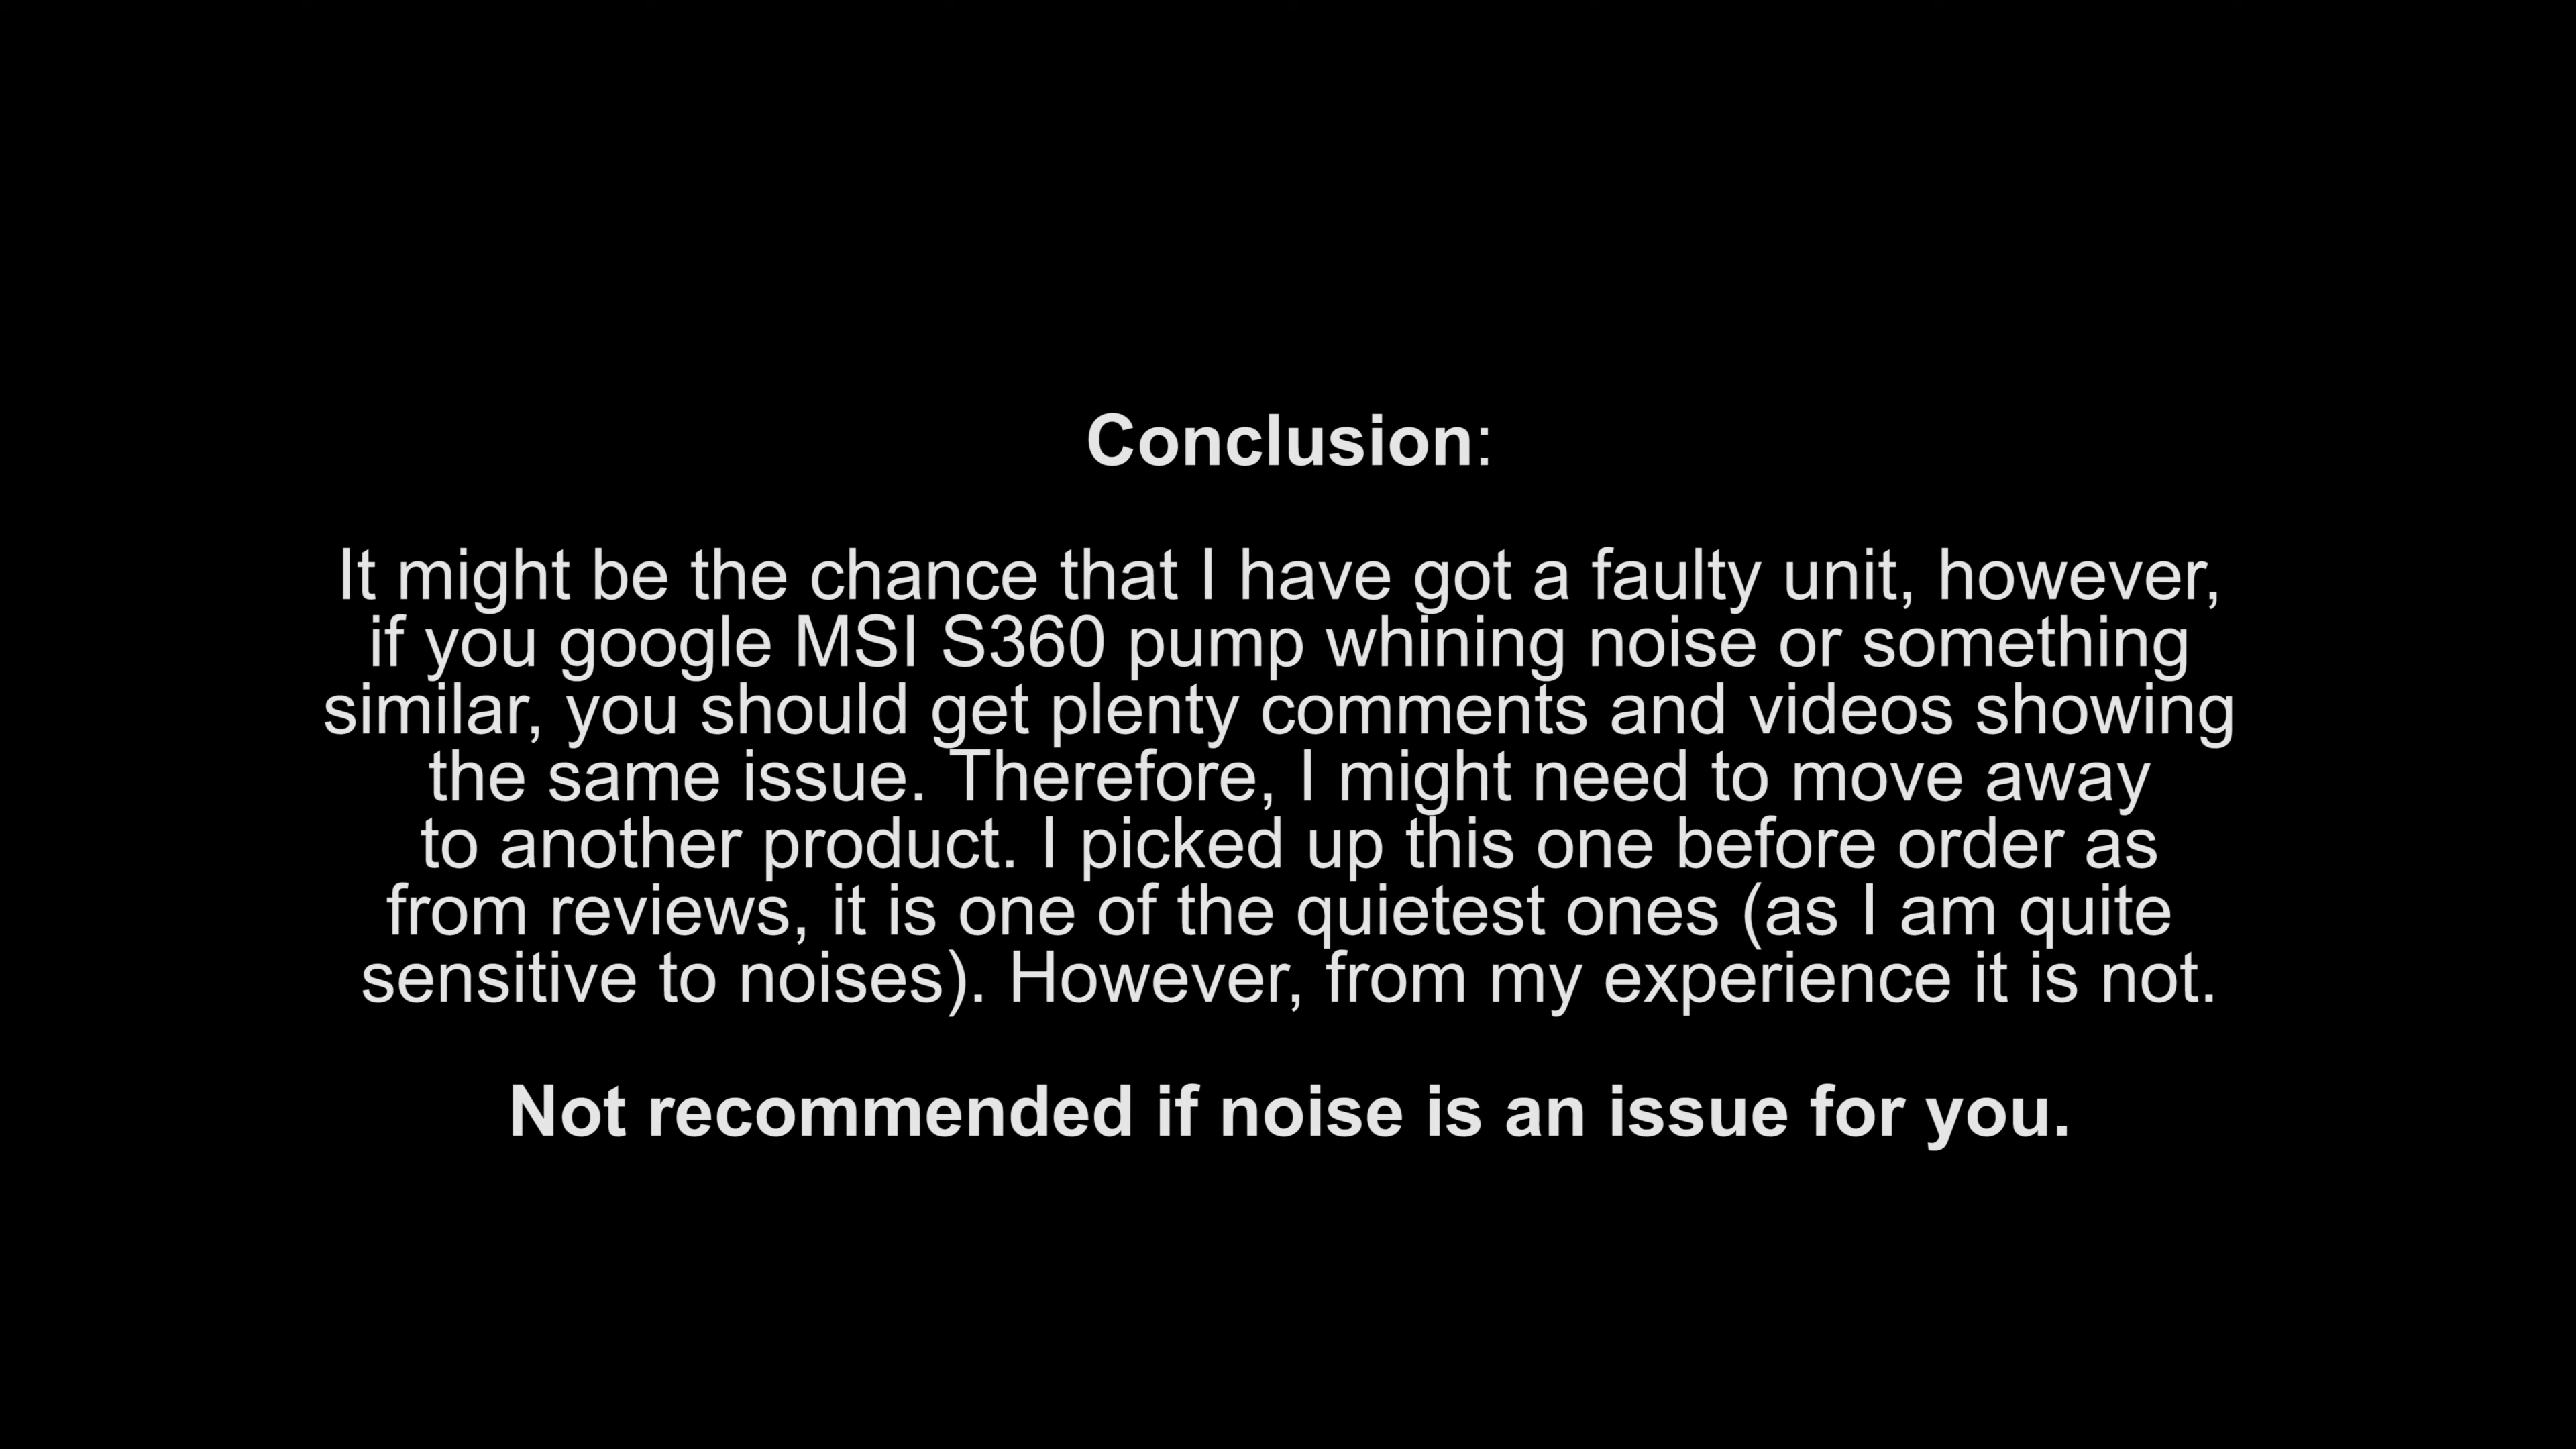 Conclusion:
It might be the chance that I have got a faulty unit, however,
if you google MSI S360 pump whining noise or something
similar, you should get plenty comments and videos showing
the same issue. Therefore, I might need to move away
to another product. I picked up this one before order as
from reviews, it is one of the quietest ones (as I am quite
sensitive to noises). However, from my experience it is not.
Not recommended if noise is an issue for you.